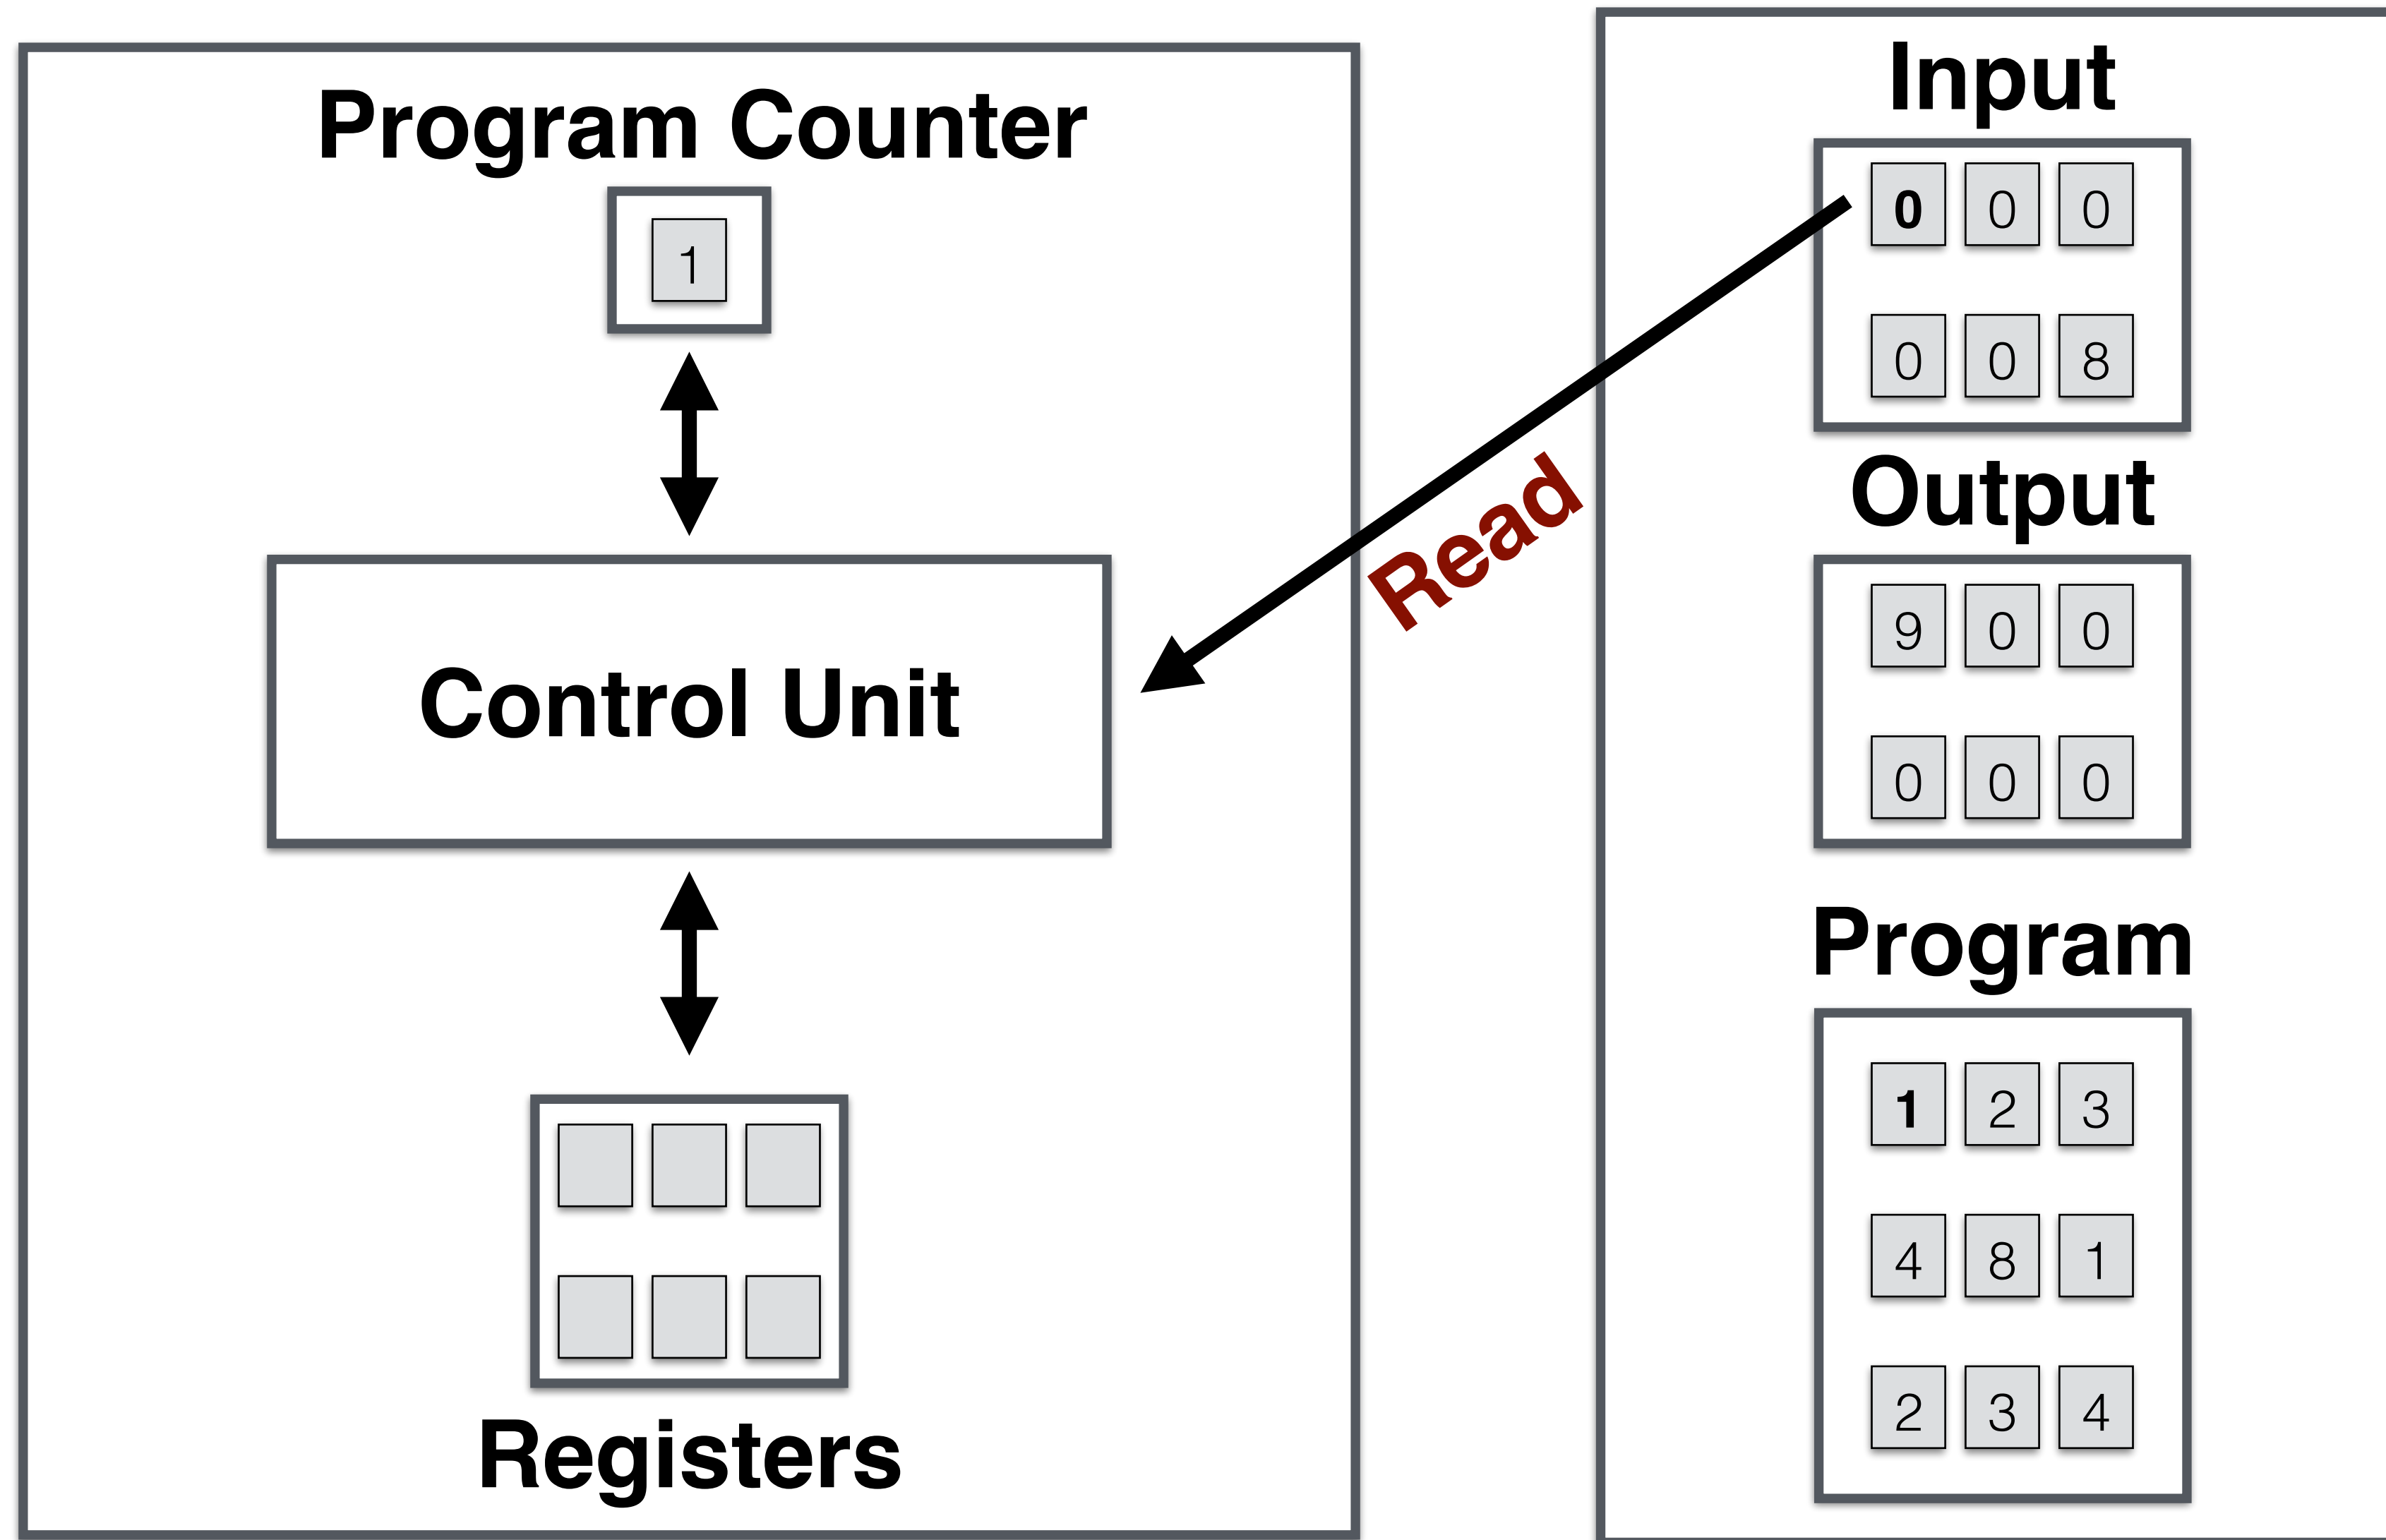 Program Counter
1
Control Unit
Registers
Read
Input
0 0 0
0 0 8
Output
9 0 0
0 0 0
Program
1 2 3
4 8 1
2 3 4